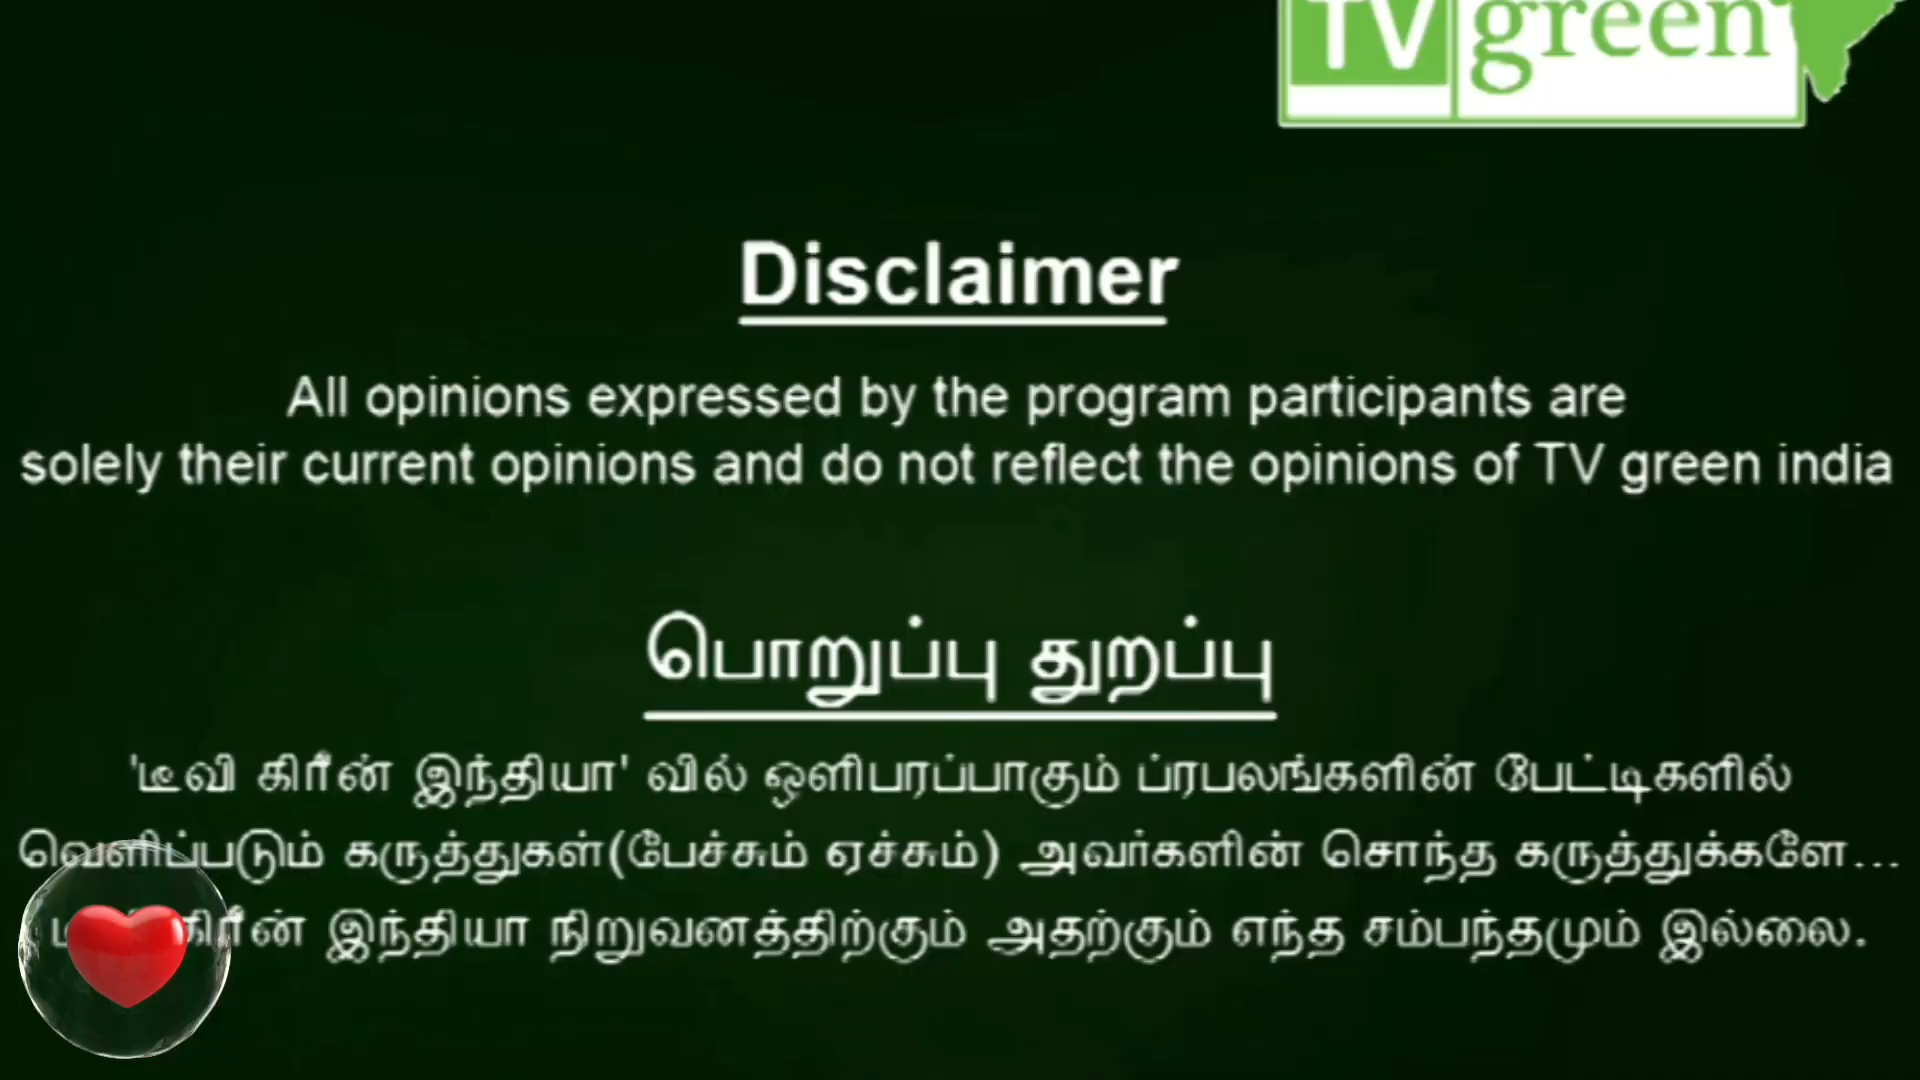 TV green
Disclaimer
All opinions expressed by the program participants are
solely their current opinions and do not reflect the opinions of TV green india
பொறுப்பு துறப்பு
'டீவி கிரீன் இந்தியா' வில் ஒளிபரப்பாகும் ப்ரபலங்களின் பேட்டிகளில்
வெளிப்படும் கருத்துகள்(பேச்சும் ஏச்சும்) அவர்களின் சொந்த கருத்துக்களே...
கிரீன் இந்தியா நிறுவனத்திற்கும் அதற்கும் எந்த சம்பந்தமும் இல்லை.